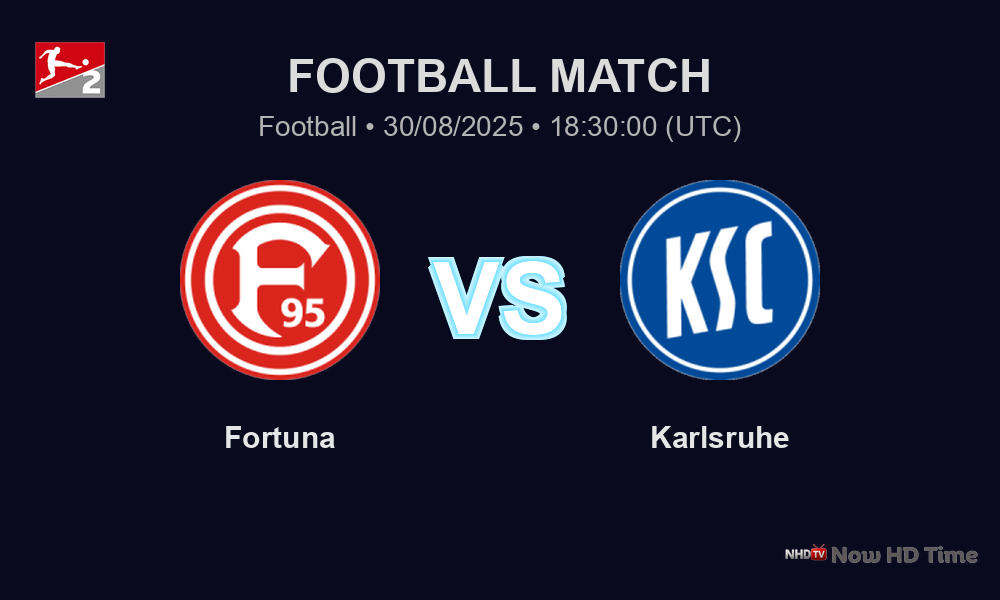 2
FOOTBALL MATCH
Football • 30/08/2025 • 18:30:00 (UTC)
F 95
VS
KSC
Fortuna
Karlsruhe
NHDTV Now HD Time